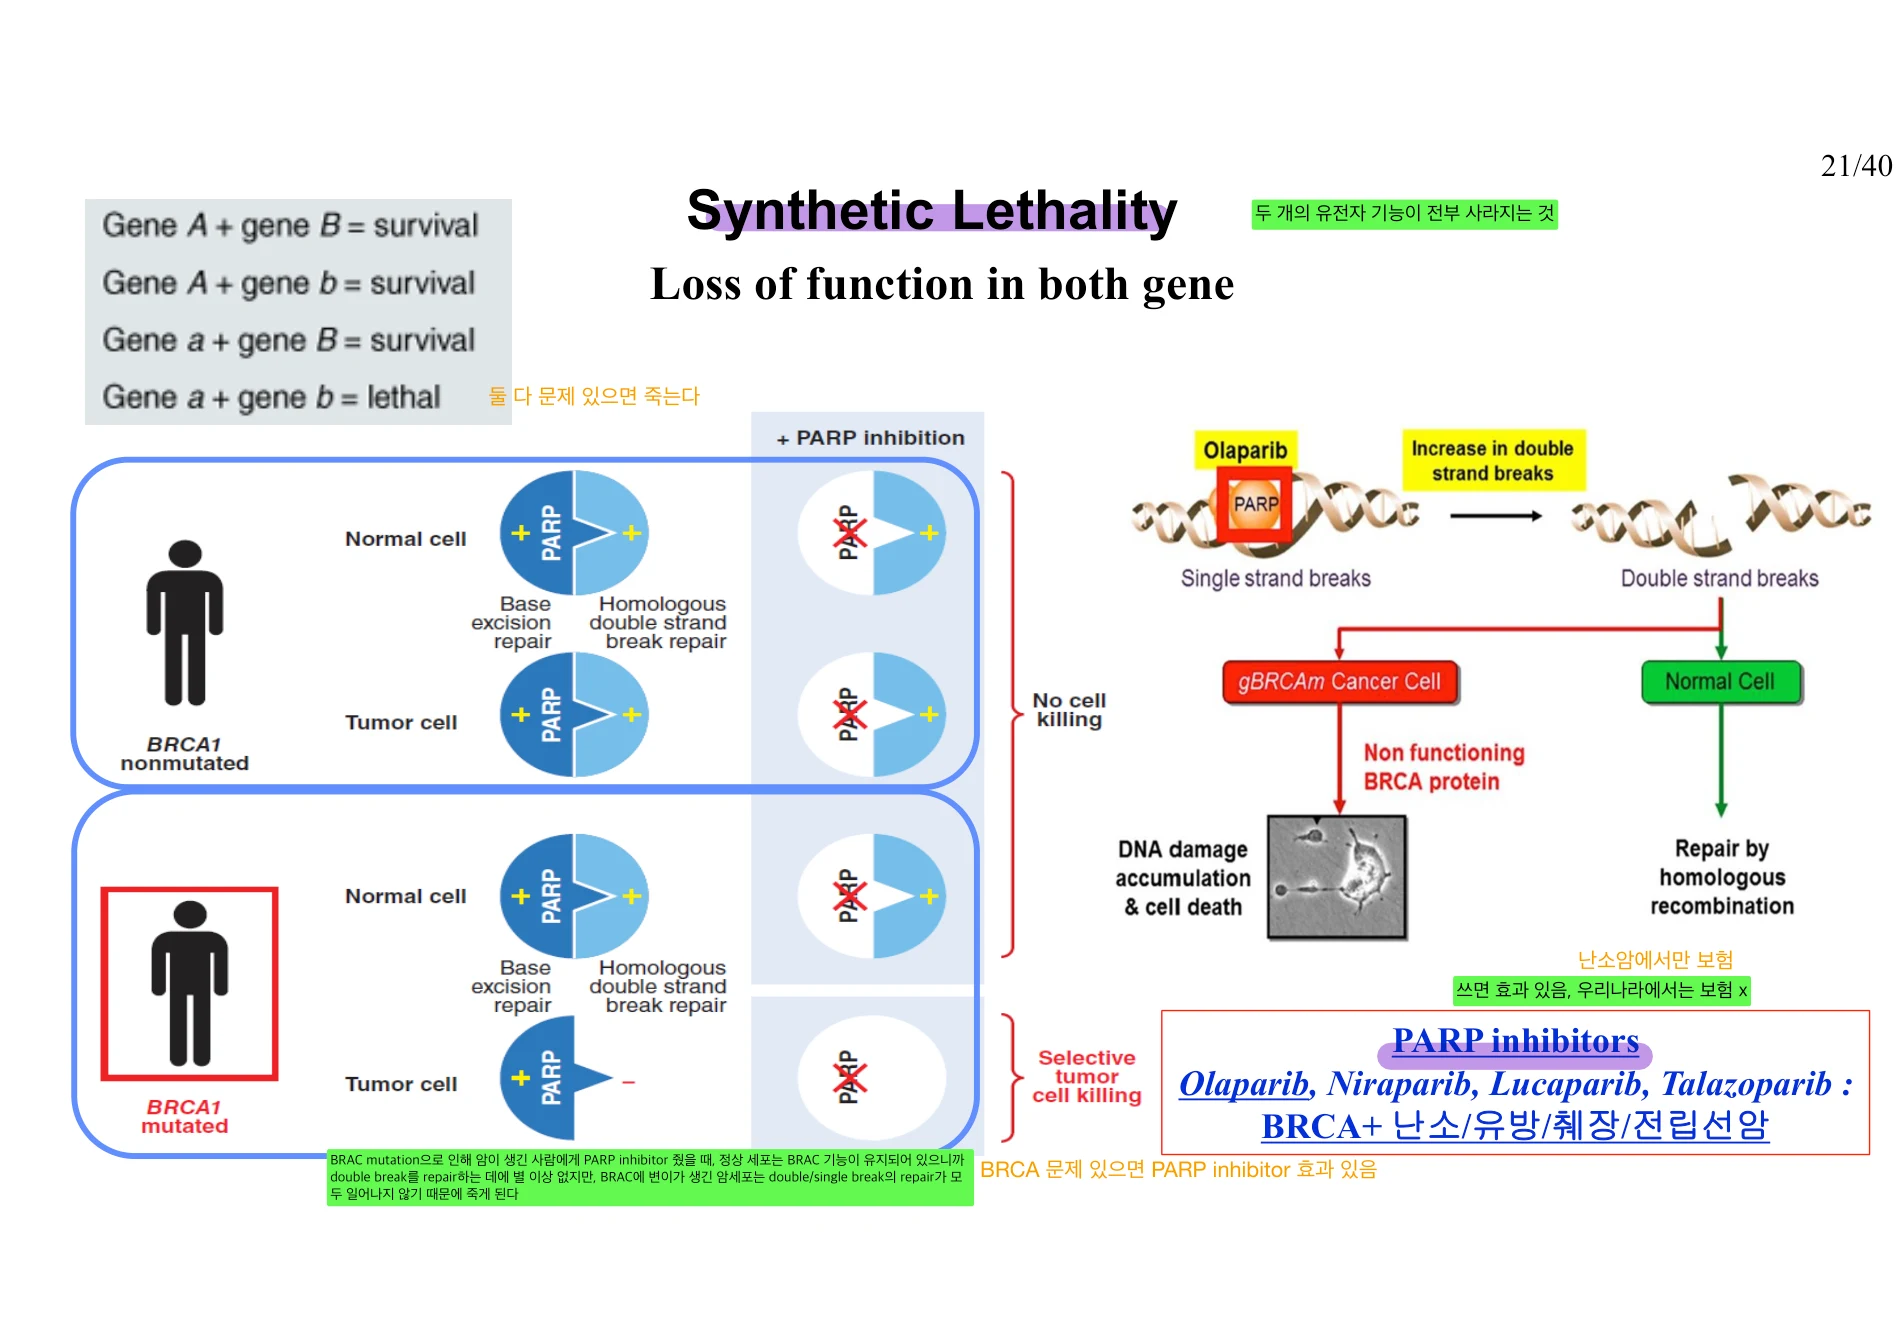 21/40
Synthetic Lethality
두 개의 유전자 기능이 전부 사라지는 것
Loss of function in both gene
Gene A + gene B = survival
Gene A + gene b = survival
Gene a + gene B = survival
Gene a + gene b = lethal
둘 다 문제 있으면 죽는다
+ PARP inhibition
BRCA1
nonmutated
Normal cell
+ PARP +
PARP +
Base
excision
repair
Homologous
double strand
break repair
Tumor cell
+ PARP +
PARP +
No cell
killing
BRCA1
mutated
Normal cell
+ PARP +
PARP +
Base
excision
repair
Homologous
double strand
break repair
Tumor cell
+ PARP −
PARP
Selective
tumor
cell killing
BRAC mutation으로 인해 암이 생긴 사람에게 PARP inhibitor 줬을 때, 정상 세포는 BRAC 기능이 유지되어 있으니까
double break를 repair하는 데에 별 이상 없지만, BRAC에 변이가 생긴 암세포는 double/single break의 repair가 모
두 일어나지 않기 때문에 죽게 된다
BRCA 문제 있으면 PARP inhibitor 효과 있음
Olaparib
PARP
Increase in double
strand breaks
Single strand breaks
Double strand breaks
gBRCAm Cancer Cell
Normal Cell
Non functioning
BRCA protein
DNA damage
accumulation
& cell death
Repair by
homologous
recombination
난소암에서만 보험
쓰면 효과 있음, 우리나라에서는 보험 x
PARP inhibitors
Olaparib, Niraparib, Lucaparib, Talazoparib :
BRCA+ 난소/유방/췌장/전립선암